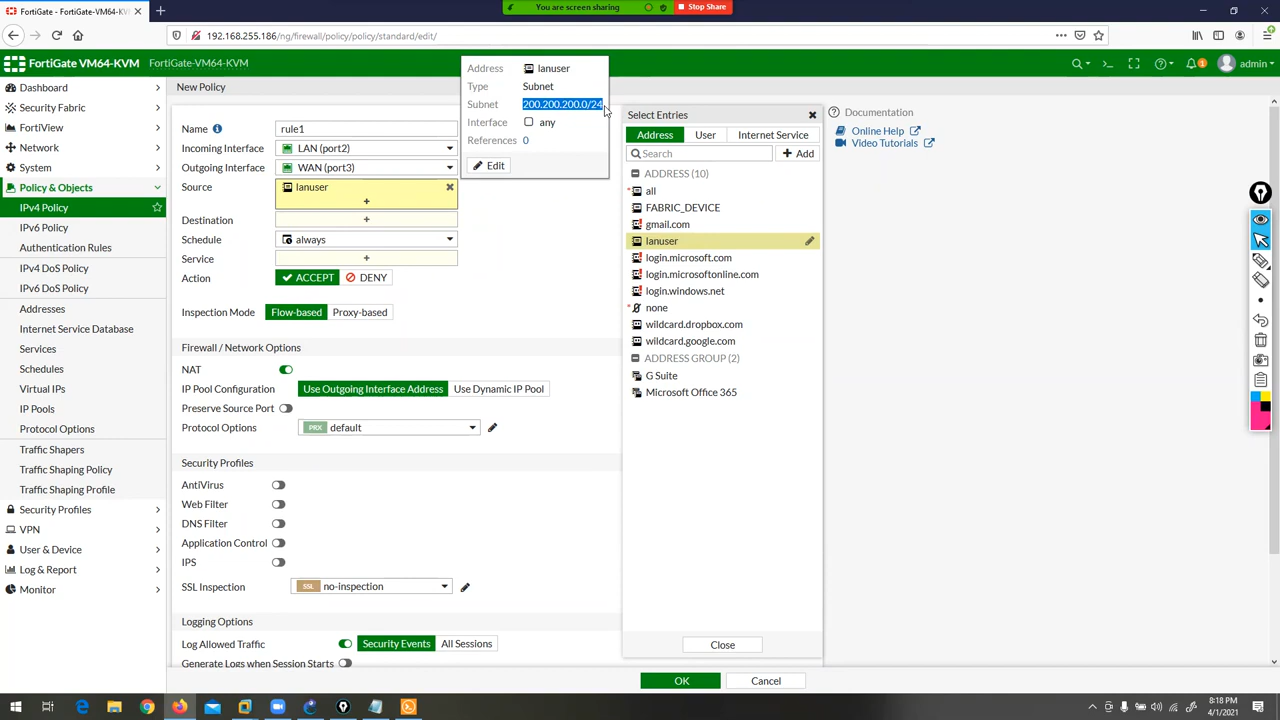 You are screen sharing
Stop Share
FortiGate - FortiGate-VM64-KVM
192.168.255.186/ng/firewall/policy/policy/standard/edit/
FortiGate VM64-KVM
FortiGate-VM64-KVM
1
admin
Dashboard
Security Fabric
FortiView
Network
System
Policy & Objects
IPv4 Policy
IPv6 Policy
Authentication Rules
IPv4 DoS Policy
IPv6 DoS Policy
Addresses
Internet Service Database
Services
Schedules
Virtual IPs
IP Pools
Protocol Options
Traffic Shapers
Traffic Shaping Policy
Traffic Shaping Profile
Security Profiles
VPN
User & Device
Log & Report
Monitor
New Policy
Name rule1
Incoming Interface LAN (port2)
Outgoing Interface WAN (port3)
Source lanuser
+
Destination +
Schedule always
Service +
Action ACCEPT DENY
Inspection Mode Flow-based Proxy-based
Firewall / Network Options
NAT
IP Pool Configuration Use Outgoing Interface Address Use Dynamic IP Pool
Preserve Source Port
Protocol Options PRX default
Security Profiles
AntiVirus
Web Filter
DNS Filter
Application Control
IPS
SSL Inspection SSL no-inspection
Logging Options
Log Allowed Traffic Security Events All Sessions
Generate Logs when Session Starts
OK Cancel
Address lanuser
Type Subnet
Subnet 200.200.200.0/24
Interface any
References 0
Edit
Select Entries
Address User Internet Service
Search + Add
ADDRESS (10)
all
FABRIC_DEVICE
gmail.com
lanuser
login.microsoft.com
login.microsoftonline.com
login.windows.net
none
wildcard.dropbox.com
wildcard.google.com
ADDRESS GROUP (2)
G Suite
Microsoft Office 365
Close
Documentation
Online Help
Video Tutorials
8:18 PM
4/1/2021